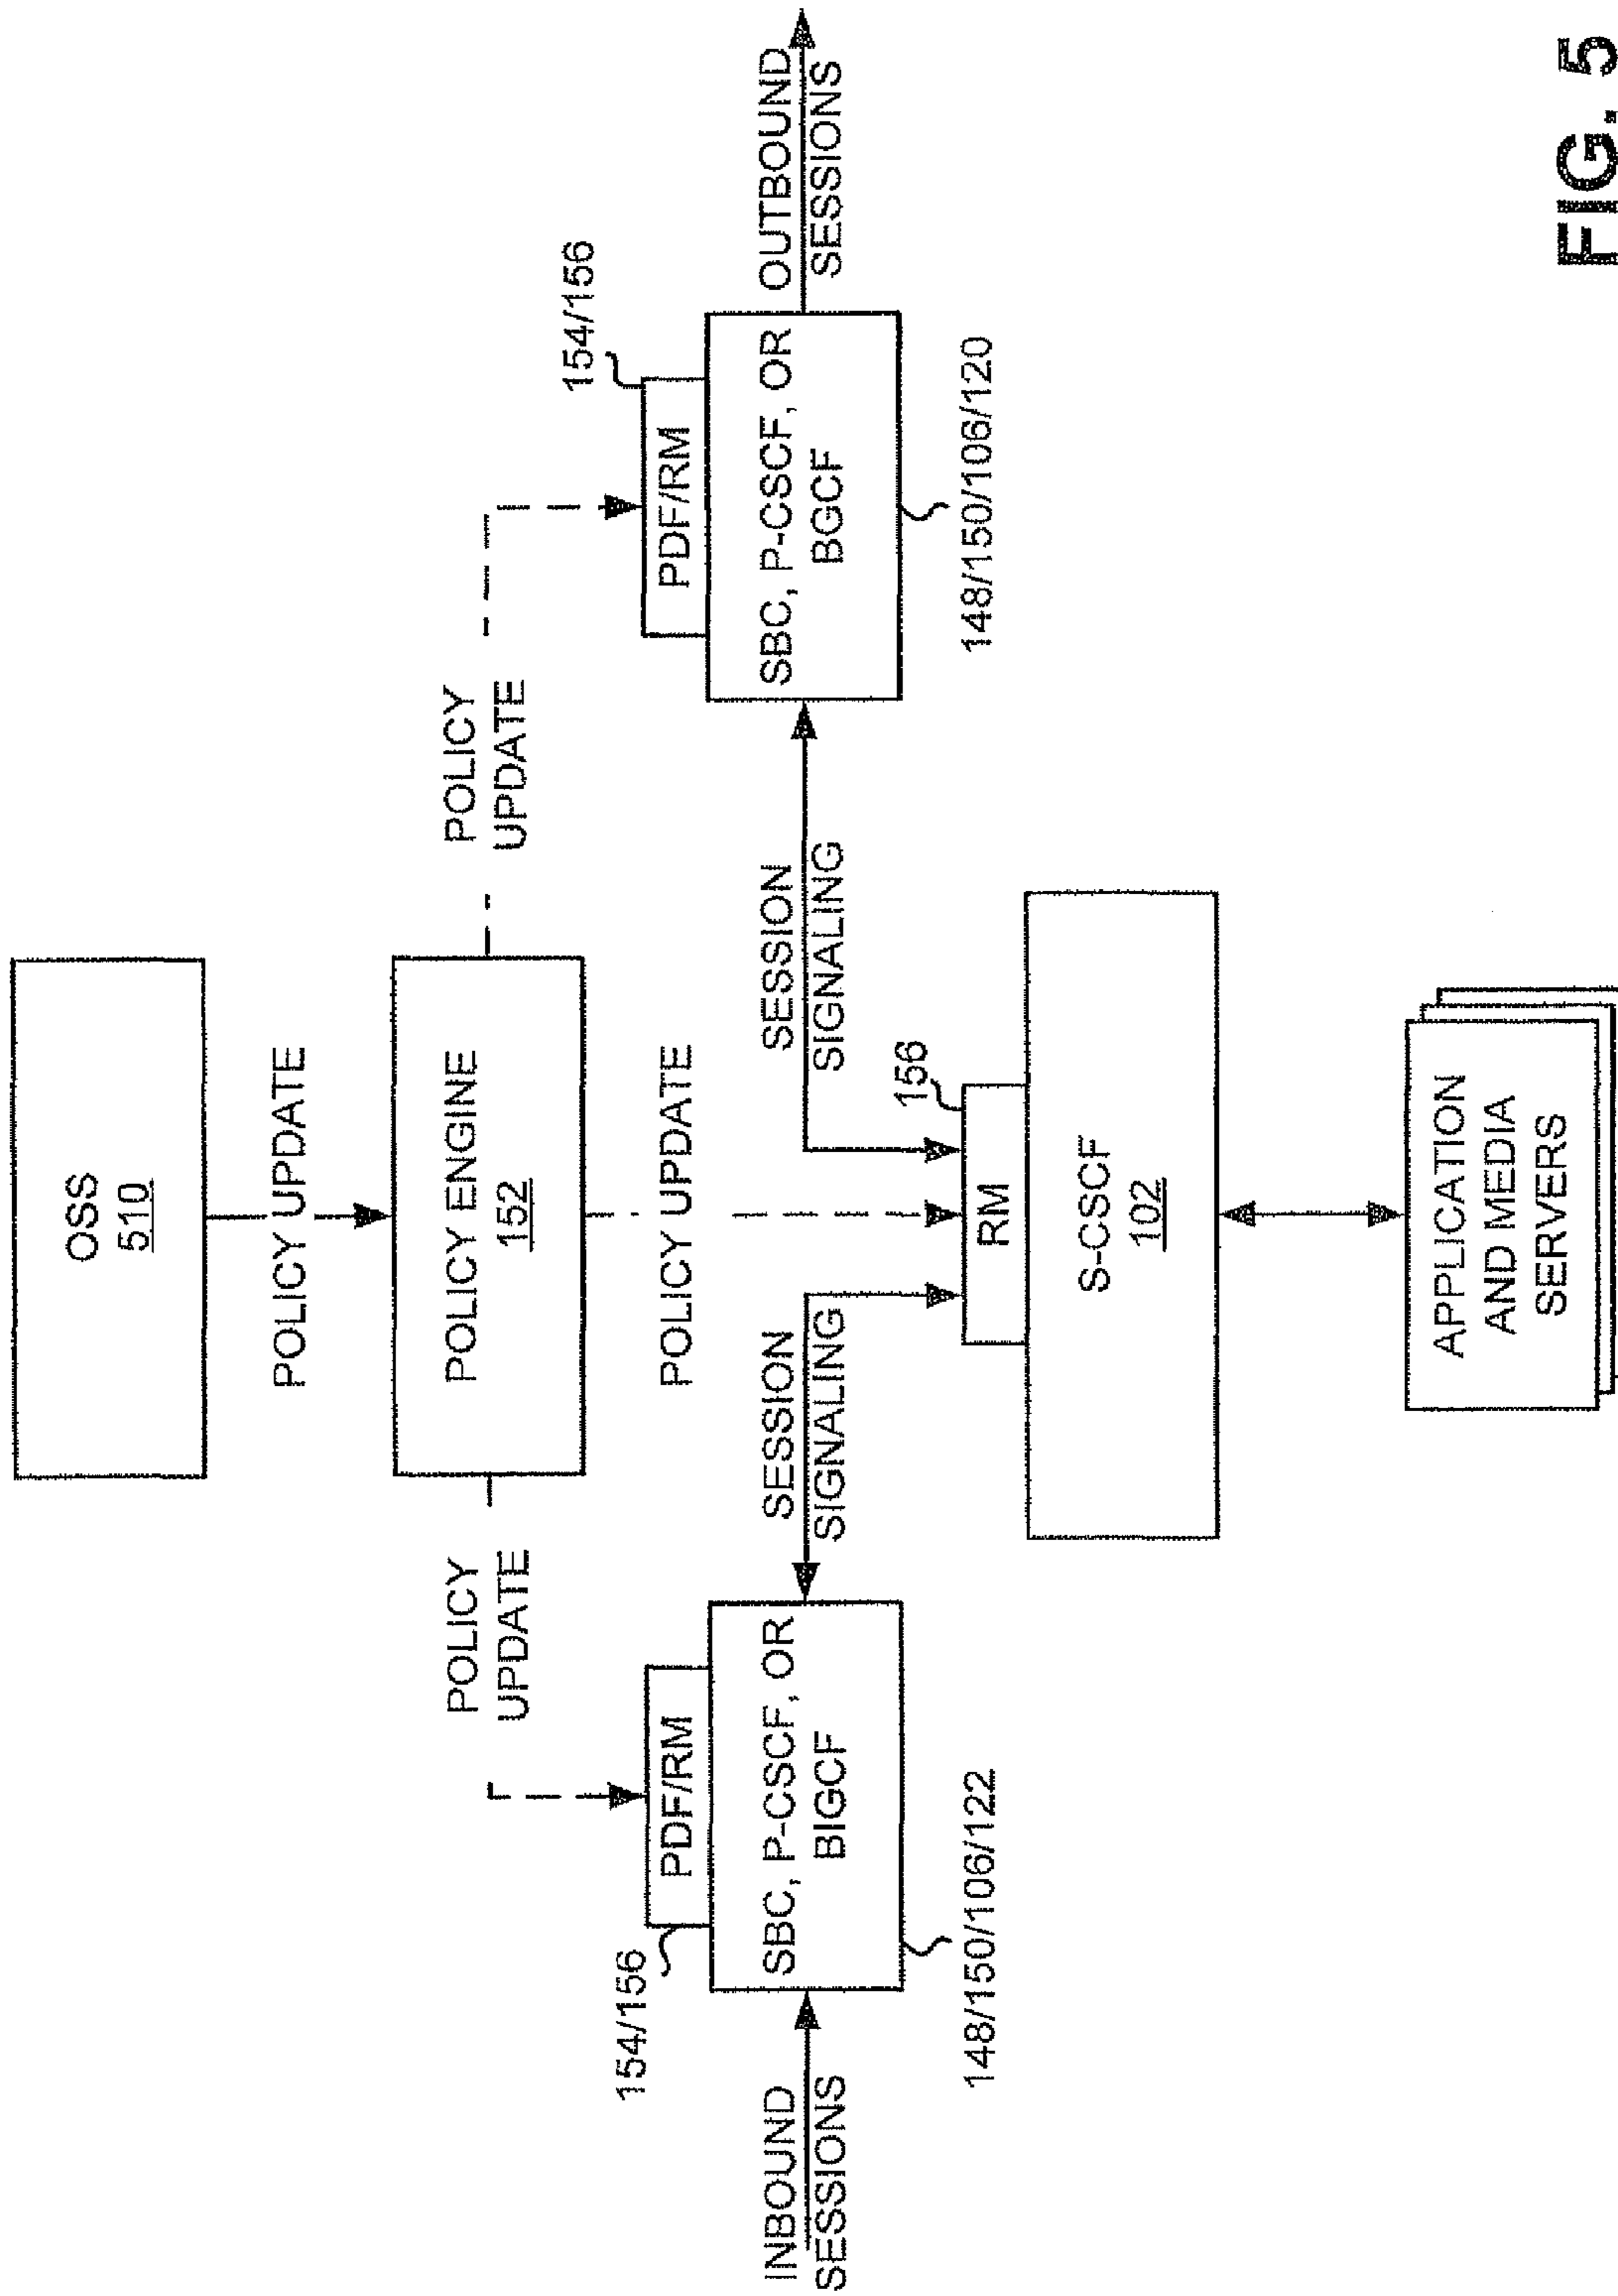 OSS
510
POLICY UPDATE
POLICY ENGINE
152
POLICY
UPDATE
POLICY UPDATE
POLICY
UPDATE
154/156
PDF/RM
SBC, P-CSCF, OR
BIGCF
148/150/106/122
INBOUND
SESSIONS
SESSION
SIGNALING
156
RM
S-CSCF
102
SESSION
SIGNALING
154/156
PDF/RM
SBC, P-CSCF, OR
BGCF
148/150/106/120
OUTBOUND
SESSIONS
APPLICATION
AND MEDIA
SERVERS
FIG. 5